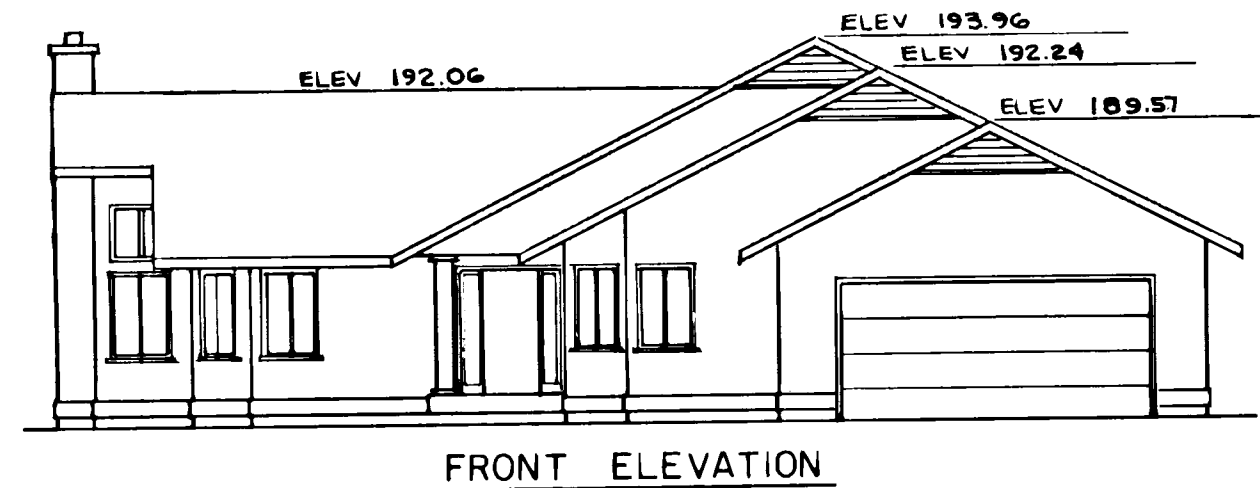 ELEV 193.96
ELEV 192.24
ELEV 192.06
ELEV 189.57
FRONT ELEVATION